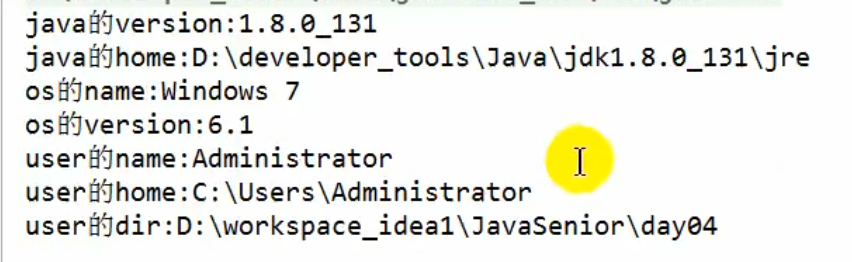 java的version:1.8.0_131
java的home:D:\developer_tools\Java\jdk1.8.0_131\jre
os的name:Windows 7
os的version:6.1
user的name:Administrator
user的home:C:\Users\Administrator
user的dir:D:\workspace_idea1\JavaSenior\day04